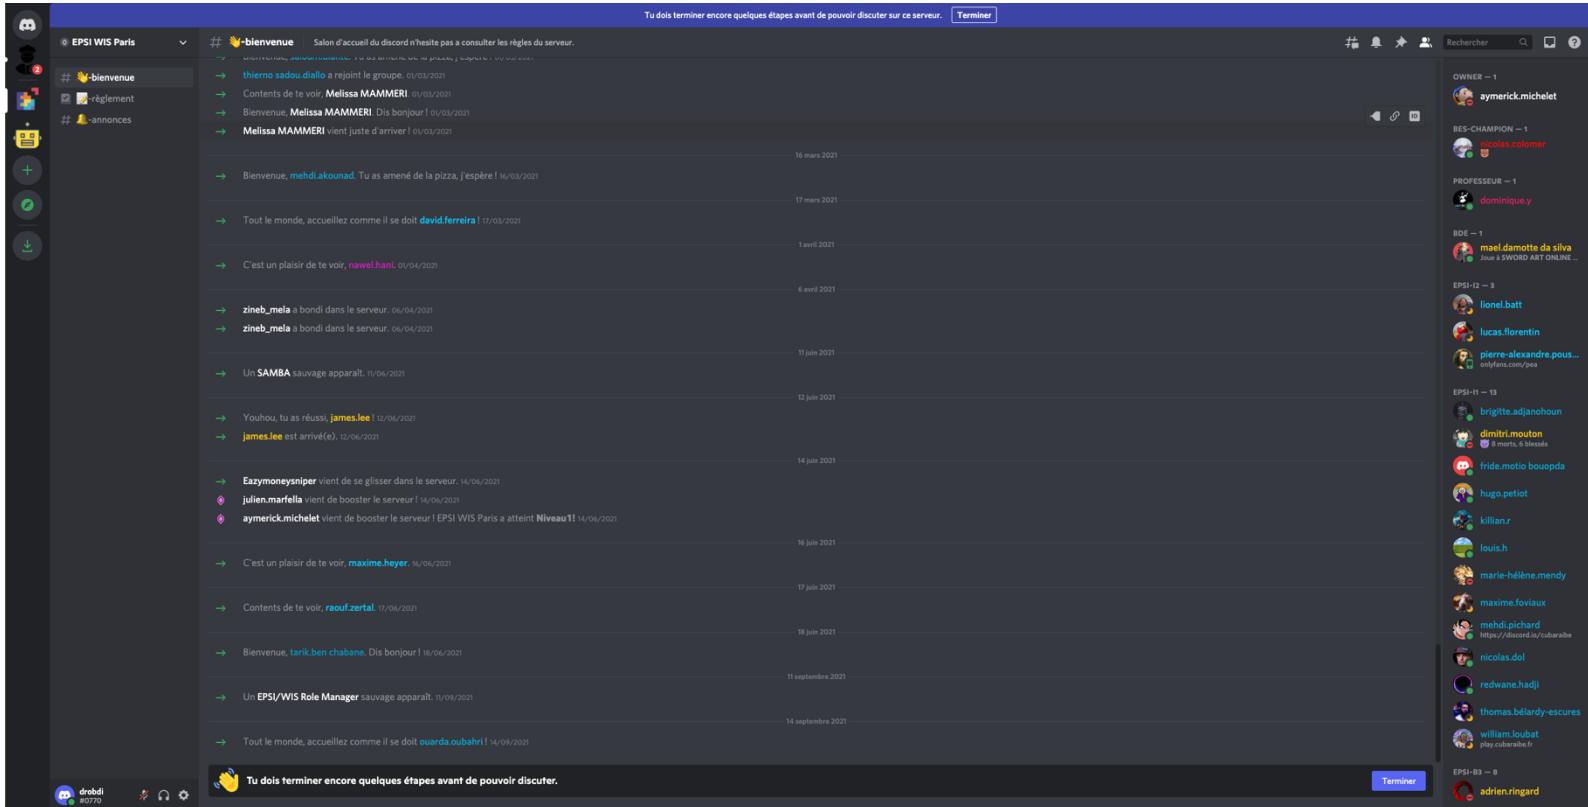 Tu dois terminer encore quelques étapes avant de pouvoir discuter sur ce serveur. Terminer
EPSI WIS Paris
# 👋-bienvenue Salon d'accueil du discord n'hesite pas a consulter les règles du serveur.
Rechercher
2
# 👋-bienvenue
📝-règlement
# 🔔-annonces
thierno sadou.diallo a rejoint le groupe. 01/03/2021
Contents de te voir, Melissa MAMMERI. 01/03/2021
Bienvenue, Melissa MAMMERI. Dis bonjour ! 01/03/2021
Melissa MAMMERI vient juste d'arriver ! 01/03/2021
16 mars 2021
Bienvenue, mehdi.akounad. Tu as amené de la pizza, j'espère ! 16/03/2021
17 mars 2021
Tout le monde, accueillez comme il se doit david.ferreira ! 17/03/2021
1 avril 2021
C'est un plaisir de te voir, nawel.hani. 01/04/2021
6 avril 2021
zineb_mela a bondi dans le serveur. 06/04/2021
zineb_mela a bondi dans le serveur. 06/04/2021
11 juin 2021
Un SAMBA sauvage apparaît. 11/06/2021
12 juin 2021
Youhou, tu as réussi, james.lee ! 12/06/2021
james.lee est arrivé(e). 12/06/2021
14 juin 2021
Eazymoneysniper vient de se glisser dans le serveur. 14/06/2021
julien.marfella vient de booster le serveur ! 14/06/2021
aymerick.michelet vient de booster le serveur ! EPSI WIS Paris a atteint Niveau 1! 14/06/2021
16 juin 2021
C'est un plaisir de te voir, maxime.heyer. 16/06/2021
17 juin 2021
Contents de te voir, raouf.zertal. 17/06/2021
18 juin 2021
Bienvenue, tarik.ben chabane. Dis bonjour ! 18/06/2021
11 septembre 2021
Un EPSI/WIS Role Manager sauvage apparaît. 11/09/2021
14 septembre 2021
Tout le monde, accueillez comme il se doit ouarda.oubahri ! 14/09/2021
Tu dois terminer encore quelques étapes avant de pouvoir discuter. Terminer
drobdi
#0770
OWNER — 1
aymerick.michelet
BES-CHAMPION — 1
nicolas.colomer
PROFESSEUR — 1
dominique.y
BDE — 1
mael.damotte da silva
Joue à SWORD ART ONLINE ...
EPSI-I2 — 3
lionel.batt
lucas.florentin
pierre-alexandre.pous...
onlyfans.com/pea
EPSI-I1 — 13
brigitte.adjanohoun
dimitri.mouton
😈 8 morts, 6 blessés
fride.motio bouopda
hugo.petiot
killian.r
louis.h
marie-hélène.mendy
maxime.foviaux
mehdi.pichard
https://discord.io/cubaraibe
nicolas.dol
redwane.hadji
thomas.bélardy-escures
william.loubat
play.cubaraibe.fr
EPSI-B3 — 8
adrien.ringard